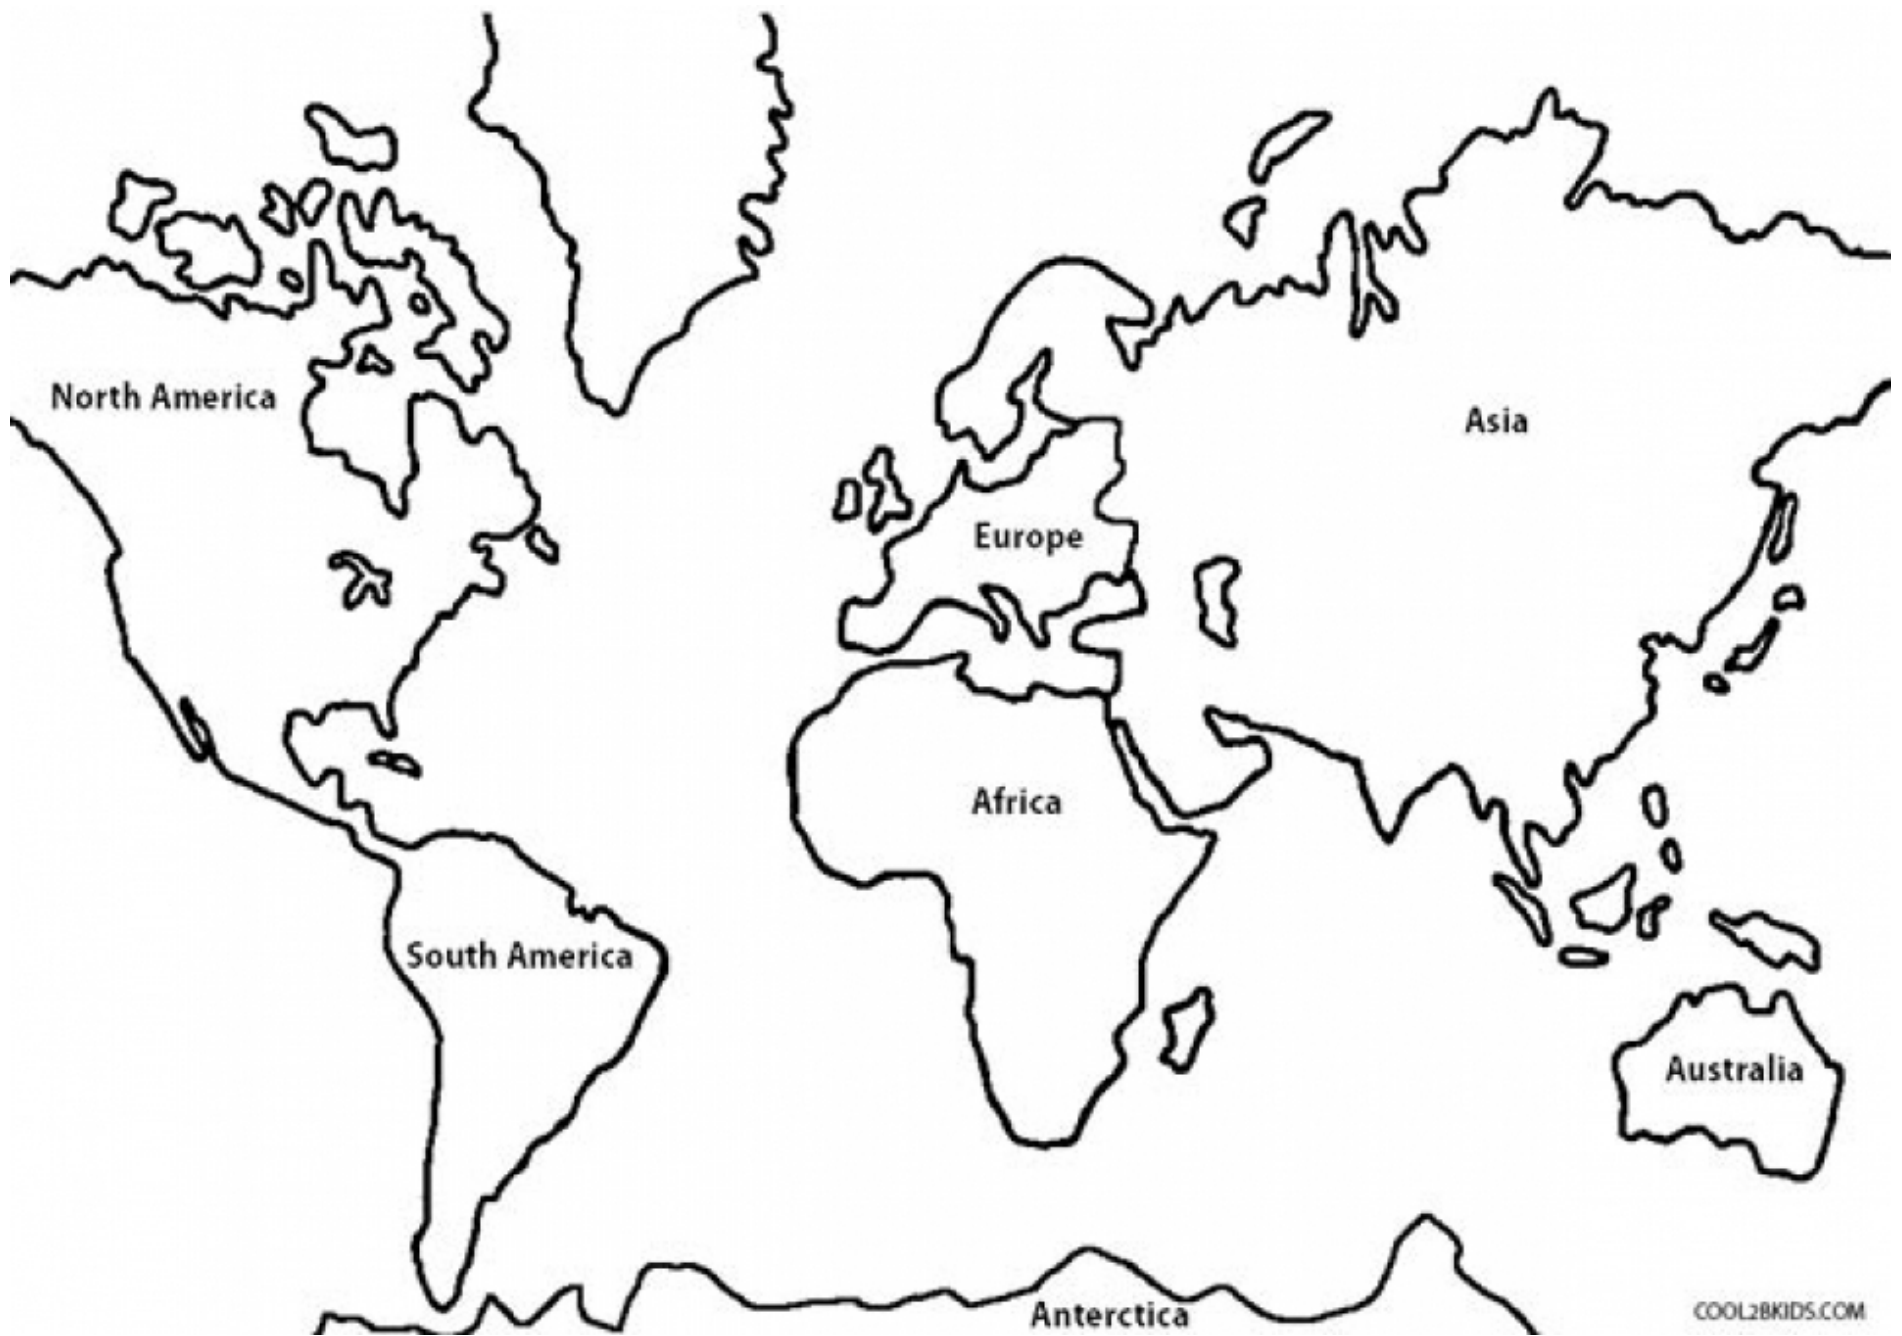 North America
Asia
Europe
Africa
South America
Australia
Anterctica
COOL2BKIDS.COM